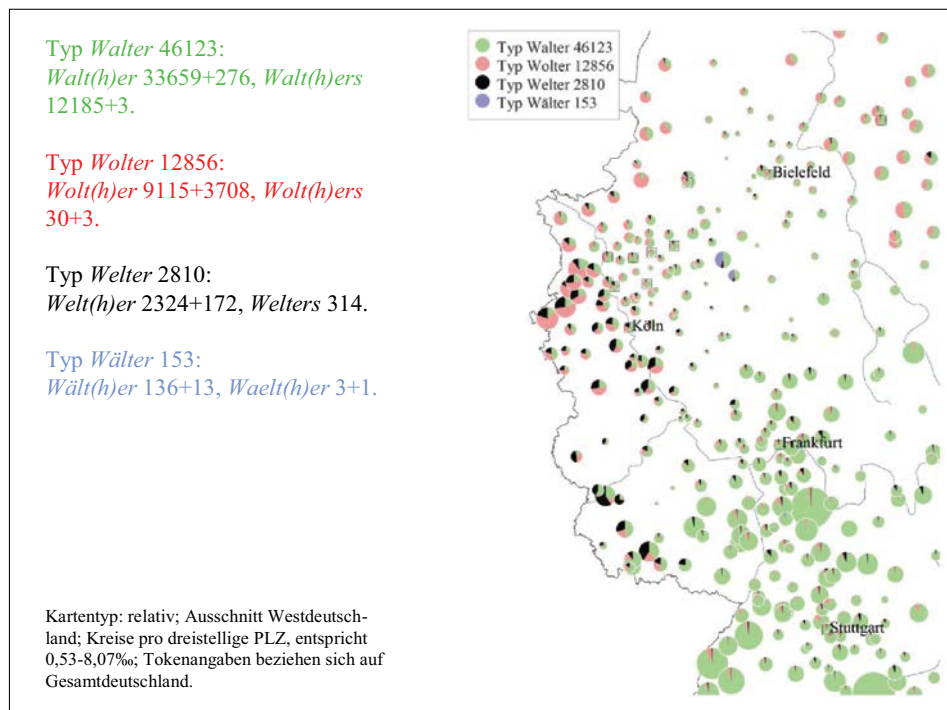 Typ Walter 46123:
Walt(h)er 33659+276, Walt(h)ers
12185+3.
Typ Wolter 12856:
Wolt(h)er 9115+3708, Wolt(h)ers
30+3.
Typ Welter 2810:
Welt(h)er 2324+172, Welters 314.
Typ Wälter 153:
Wält(h)er 136+13, Waelt(h)er 3+1.
Kartentyp: relativ; Ausschnitt Westdeutsch-
land; Kreise pro dreistellige PLZ, entspricht
0,53-8,07‰; Tokenangaben beziehen sich auf
Gesamtdeutschland.
Typ Walter 46123
Typ Wolter 12856
Typ Welter 2810
Typ Wälter 153
Bielefeld
Köln
Frankfurt
Stuttgart